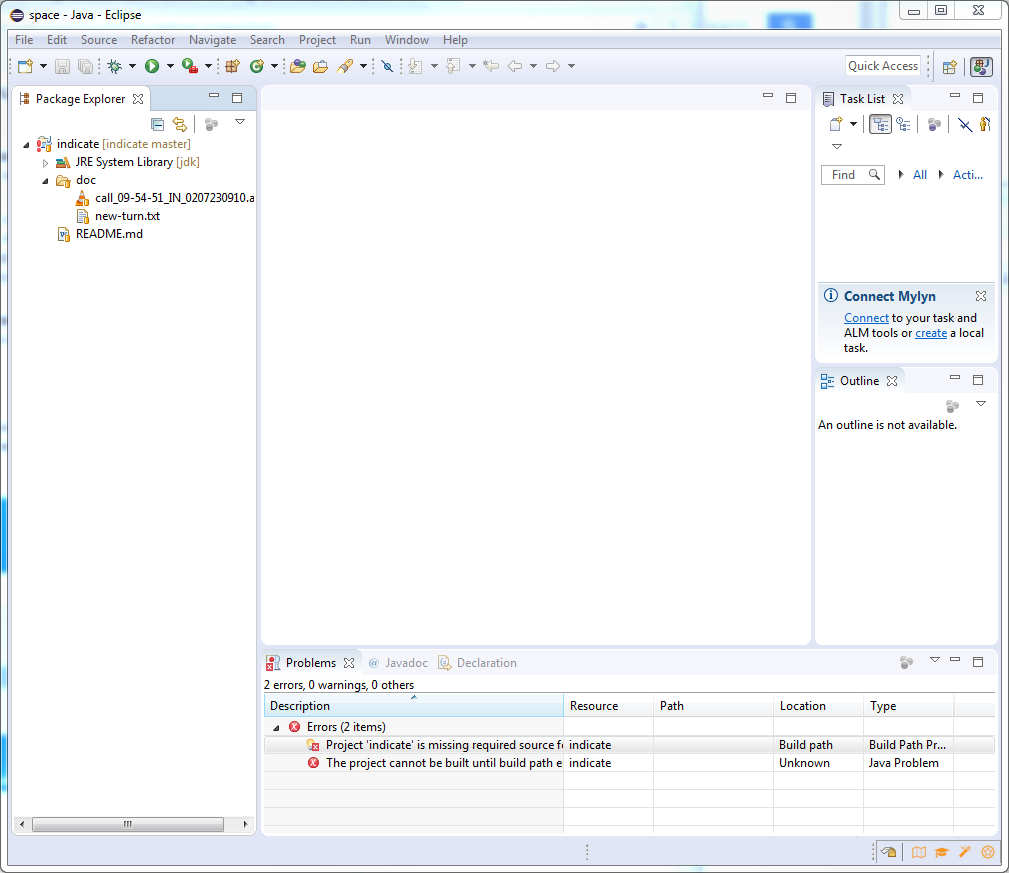 space - Java - Eclipse
File Edit Source Refactor Navigate Search Project Run Window Help
Quick Access
Package Explorer
indicate [indicate master]
JRE System Library [jdk]
doc
call_09-54-51_IN_0207230910.a
new-turn.txt
README.md
Task List
Find All Acti...
Connect Mylyn
Connect to your task and
ALM tools or create a local
task.
Outline
An outline is not available.
Problems @ Javadoc Declaration
2 errors, 0 warnings, 0 others
Description Resource Path Location Type
Errors (2 items)
Project 'indicate' is missing required source fo indicate Build path Build Path Pr...
The project cannot be built until build path e indicate Unknown Java Problem